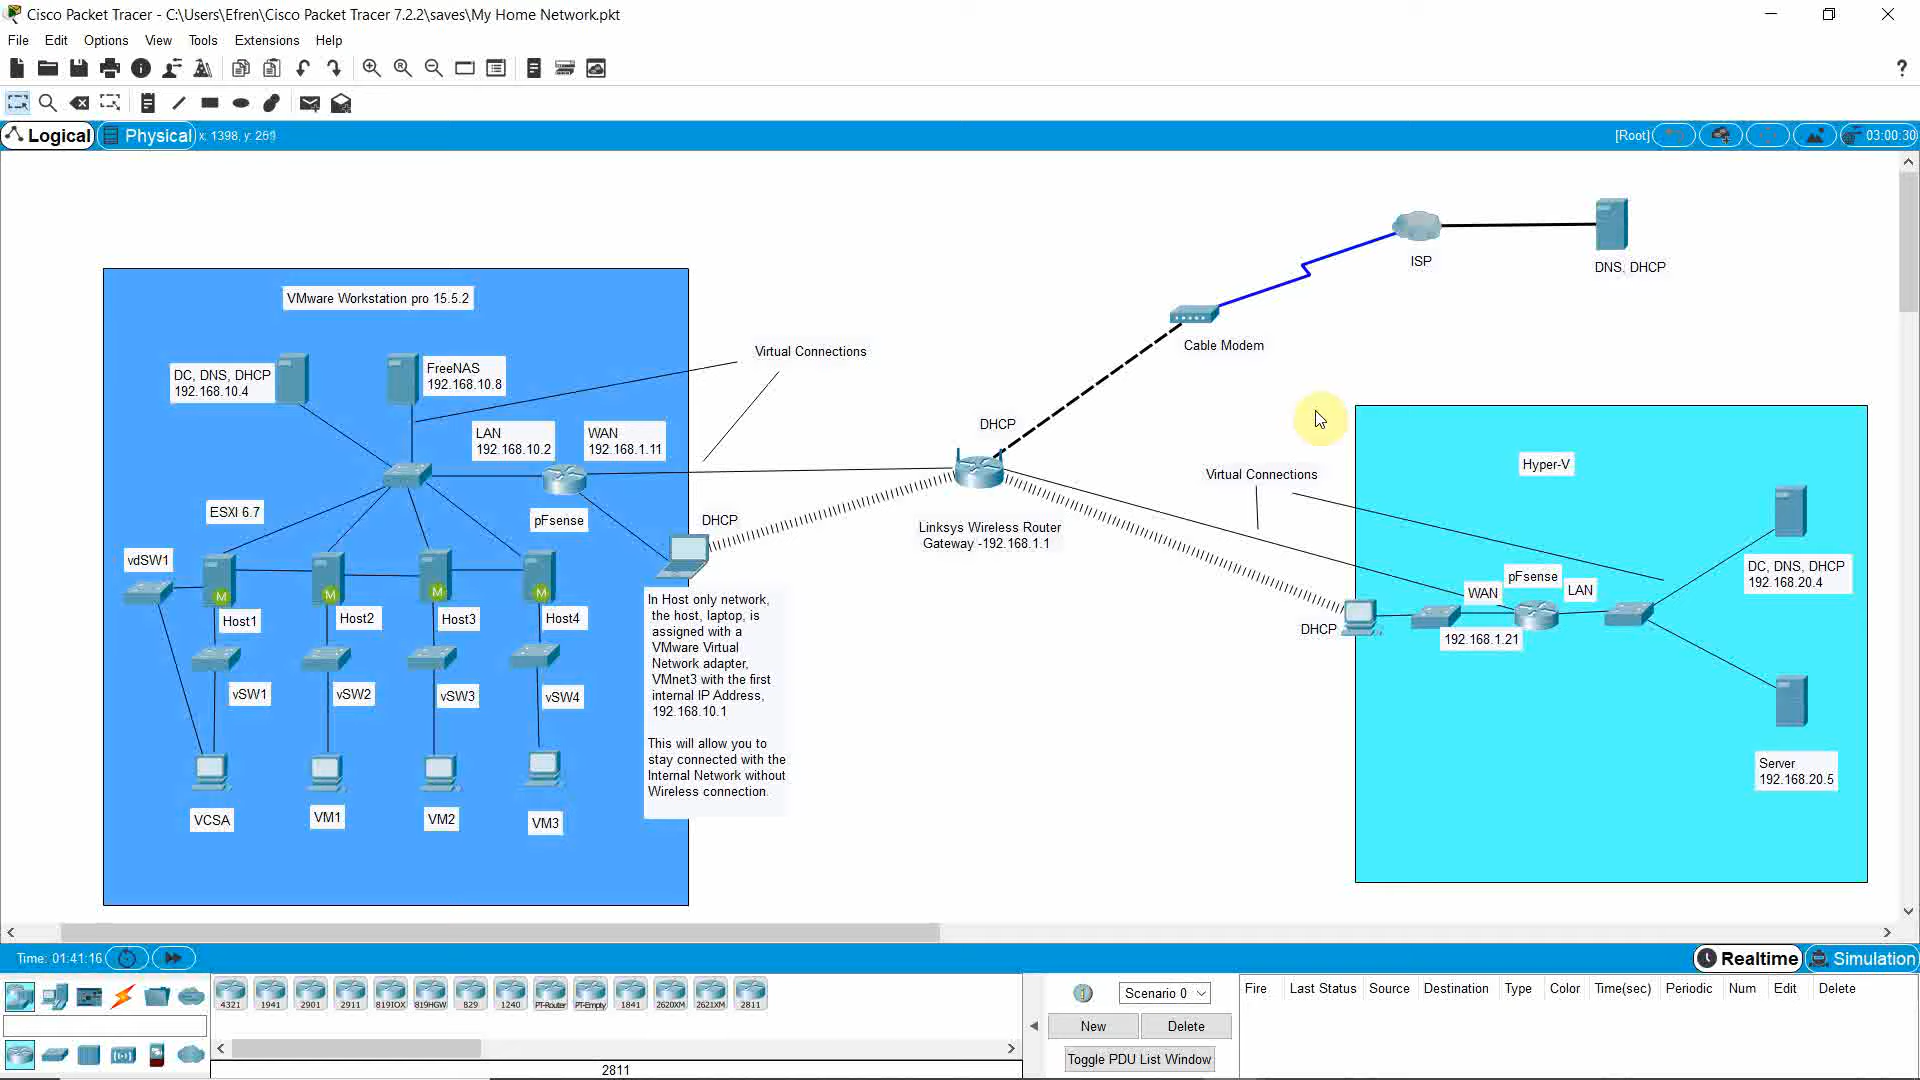 Cisco Packet Tracer - C:\Users\Efren\Cisco Packet Tracer 7.2.2\saves\My Home Network.pkt
File Edit Options View Tools Extensions Help
?
Logical Physical x: 1398, y: 261 [Root] 03:00:30
VMware Workstation pro 15.5.2
DC, DNS, DHCP
192.168.10.4
FreeNAS
192.168.10.8
LAN
192.168.10.2
WAN
192.168.1.11
pFsense
ESXI 6.7
vdSW1
M
M
M
M
Host1
Host2
Host3
Host4
vSW1
vSW2
vSW3
vSW4
VCSA
VM1
VM2
VM3
Virtual Connections
DHCP
In Host only network,
the host, laptop, is
assigned with a
VMware Virtual
Network adapter,
VMnet3 with the first
internal IP Address,
192.168.10.1
This will allow you to
stay connected with the
Internal Network without
Wireless connection.
DHCP
Linksys Wireless Router
Gateway -192.168.1.1
Cable Modem
ISP
DNS, DHCP
Virtual Connections
Hyper-V
DHCP
WAN
192.168.1.21
pFsense
LAN
DC, DNS, DHCP
192.168.20.4
Server
192.168.20.5
Time: 01:41:16
Realtime Simulation
4321 1941 2901 2911 819IOX 819HGW 829 1240 PT-Router PT-Empty 1841 2620XM 2621XM 2811
2811
Scenario 0
New Delete
Toggle PDU List Window
Fire Last Status Source Destination Type Color Time(sec) Periodic Num Edit Delete